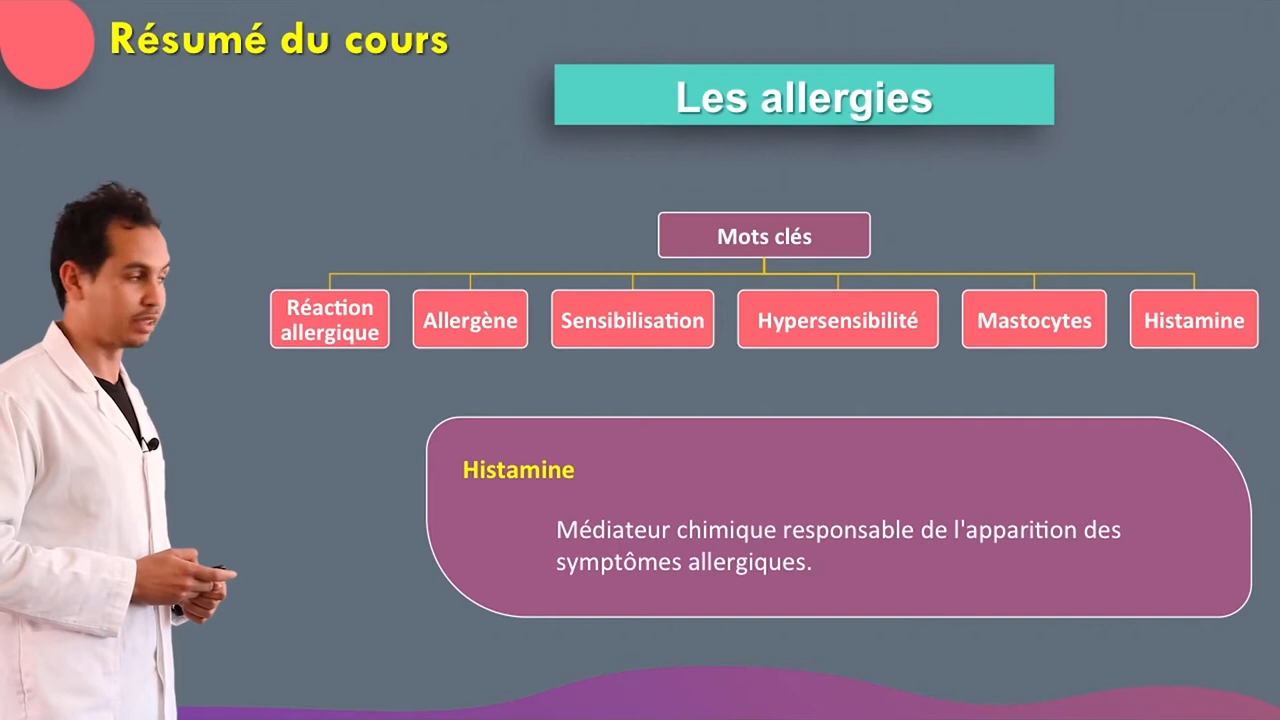 Résumé du cours
Les allergies
Mots clés
Réaction
allergique
Allergène
Sensibilisation
Hypersensibilité
Mastocytes
Histamine
Histamine
Médiateur chimique responsable de l'apparition des
symptômes allergiques.